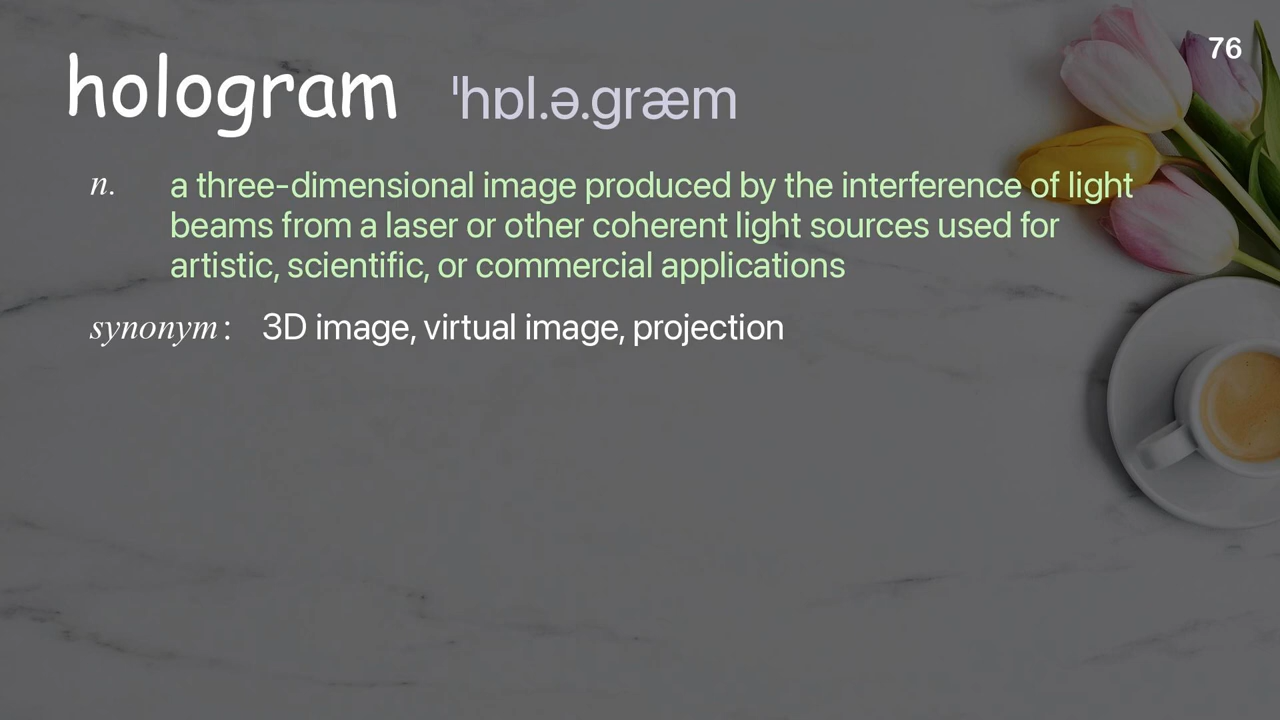 76
hologram ˈhɒl.ə.græm
n. a three-dimensional image produced by the interference of light
beams from a laser or other coherent light sources used for
artistic, scientific, or commercial applications
synonym: 3D image, virtual image, projection